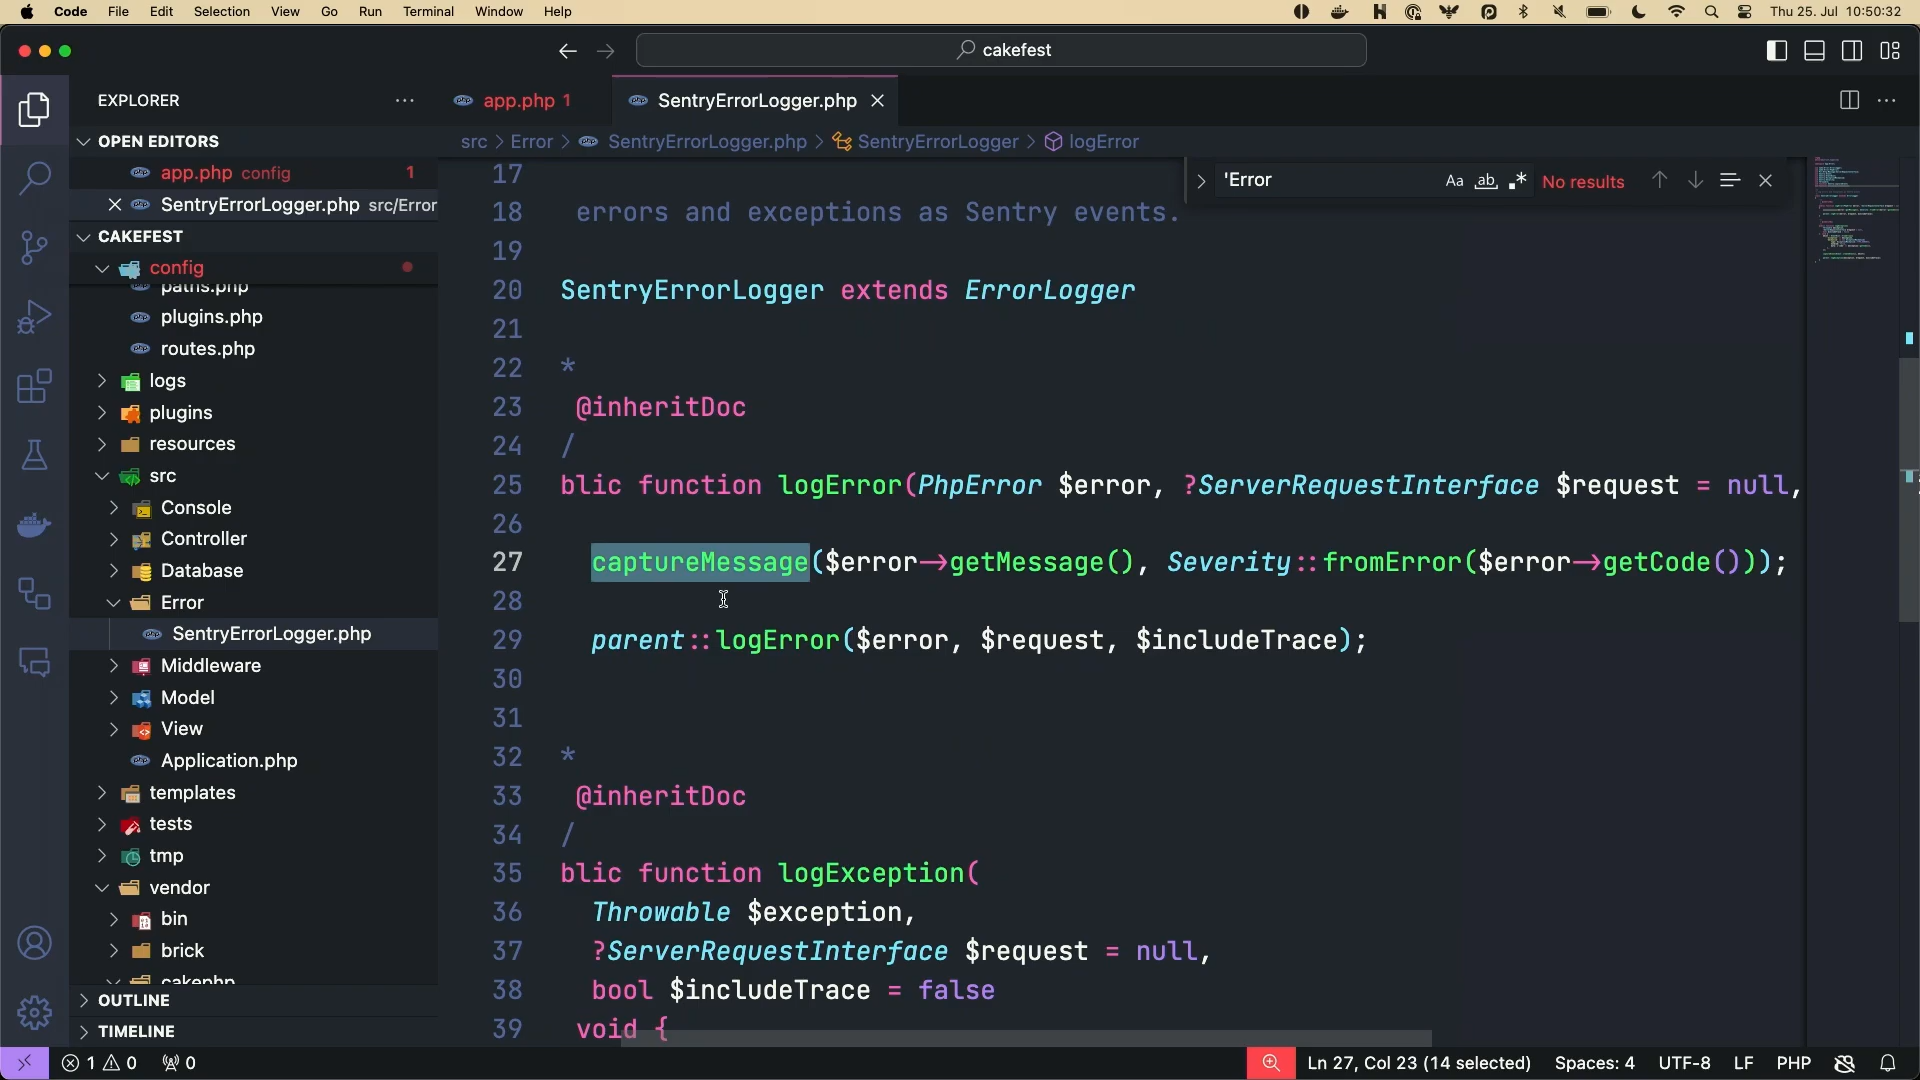 Code File Edit Selection View Go Run Terminal Window Help Thu 25. Jul 10:50:32
cakefest
EXPLORER
app.php 1
SentryErrorLogger.php
OPEN EDITORS
app.php config 1
SentryErrorLogger.php src/Error
CAKEFEST
config
paths.php
plugins.php
routes.php
logs
plugins
resources
src
Console
Controller
Database
Error
SentryErrorLogger.php
Middleware
Model
View
Application.php
templates
tests
tmp
vendor
bin
brick
cakephp
OUTLINE
TIMELINE
src > Error > SentryErrorLogger.php > SentryErrorLogger > logError
'Error Aa ab .* No results
17
18 errors and exceptions as Sentry events.
19
20 SentryErrorLogger extends ErrorLogger
21
22 *
23 @inheritDoc
24 /
25 blic function logError(PhpError $error, ?ServerRequestInterface $request = null,
26
27 captureMessage($error->getMessage(), Severity::fromError($error->getCode()));
28
29 parent::logError($error, $request, $includeTrace);
30
31
32 *
33 @inheritDoc
34 /
35 blic function logException(
36 Throwable $exception,
37 ?ServerRequestInterface $request = null,
38 bool $includeTrace = false
39 void {
1 0 0 Ln 27, Col 23 (14 selected) Spaces: 4 UTF-8 LF PHP